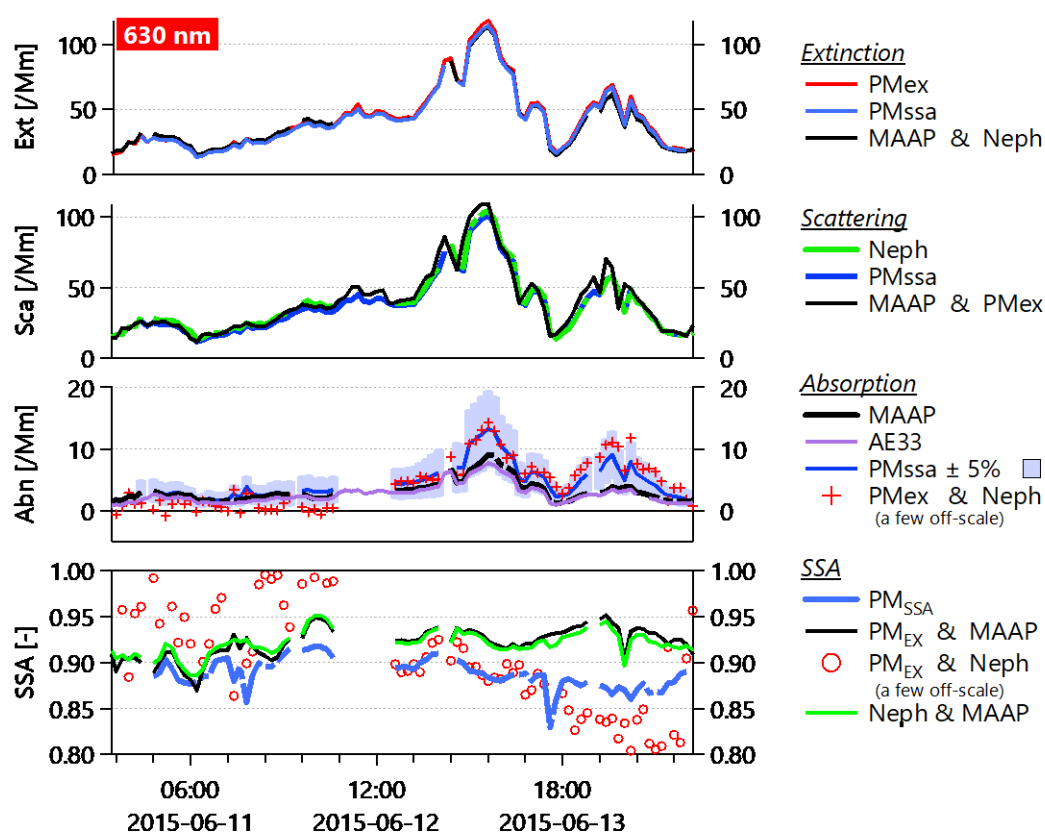 630 nm
Ext [/Mm]
100
50
0
100
50
0
Extinction
PMex
PMssa
MAAP & Neph
Sca [/Mm]
100
50
0
100
50
0
Scattering
Neph
PMssa
MAAP & PMex
Abn [/Mm]
20
10
0
20
10
0
Absorption
MAAP
AE33
PMssa ± 5%
PMex & Neph
(a few off-scale)
SSA [-]
1.00
0.95
0.90
0.85
0.80
1.00
0.95
0.90
0.85
0.80
SSA
PMSSA
PMEX & MAAP
PMEX & Neph
(a few off-scale)
Neph & MAAP
06:00 12:00 18:00
2015-06-11 2015-06-12 2015-06-13